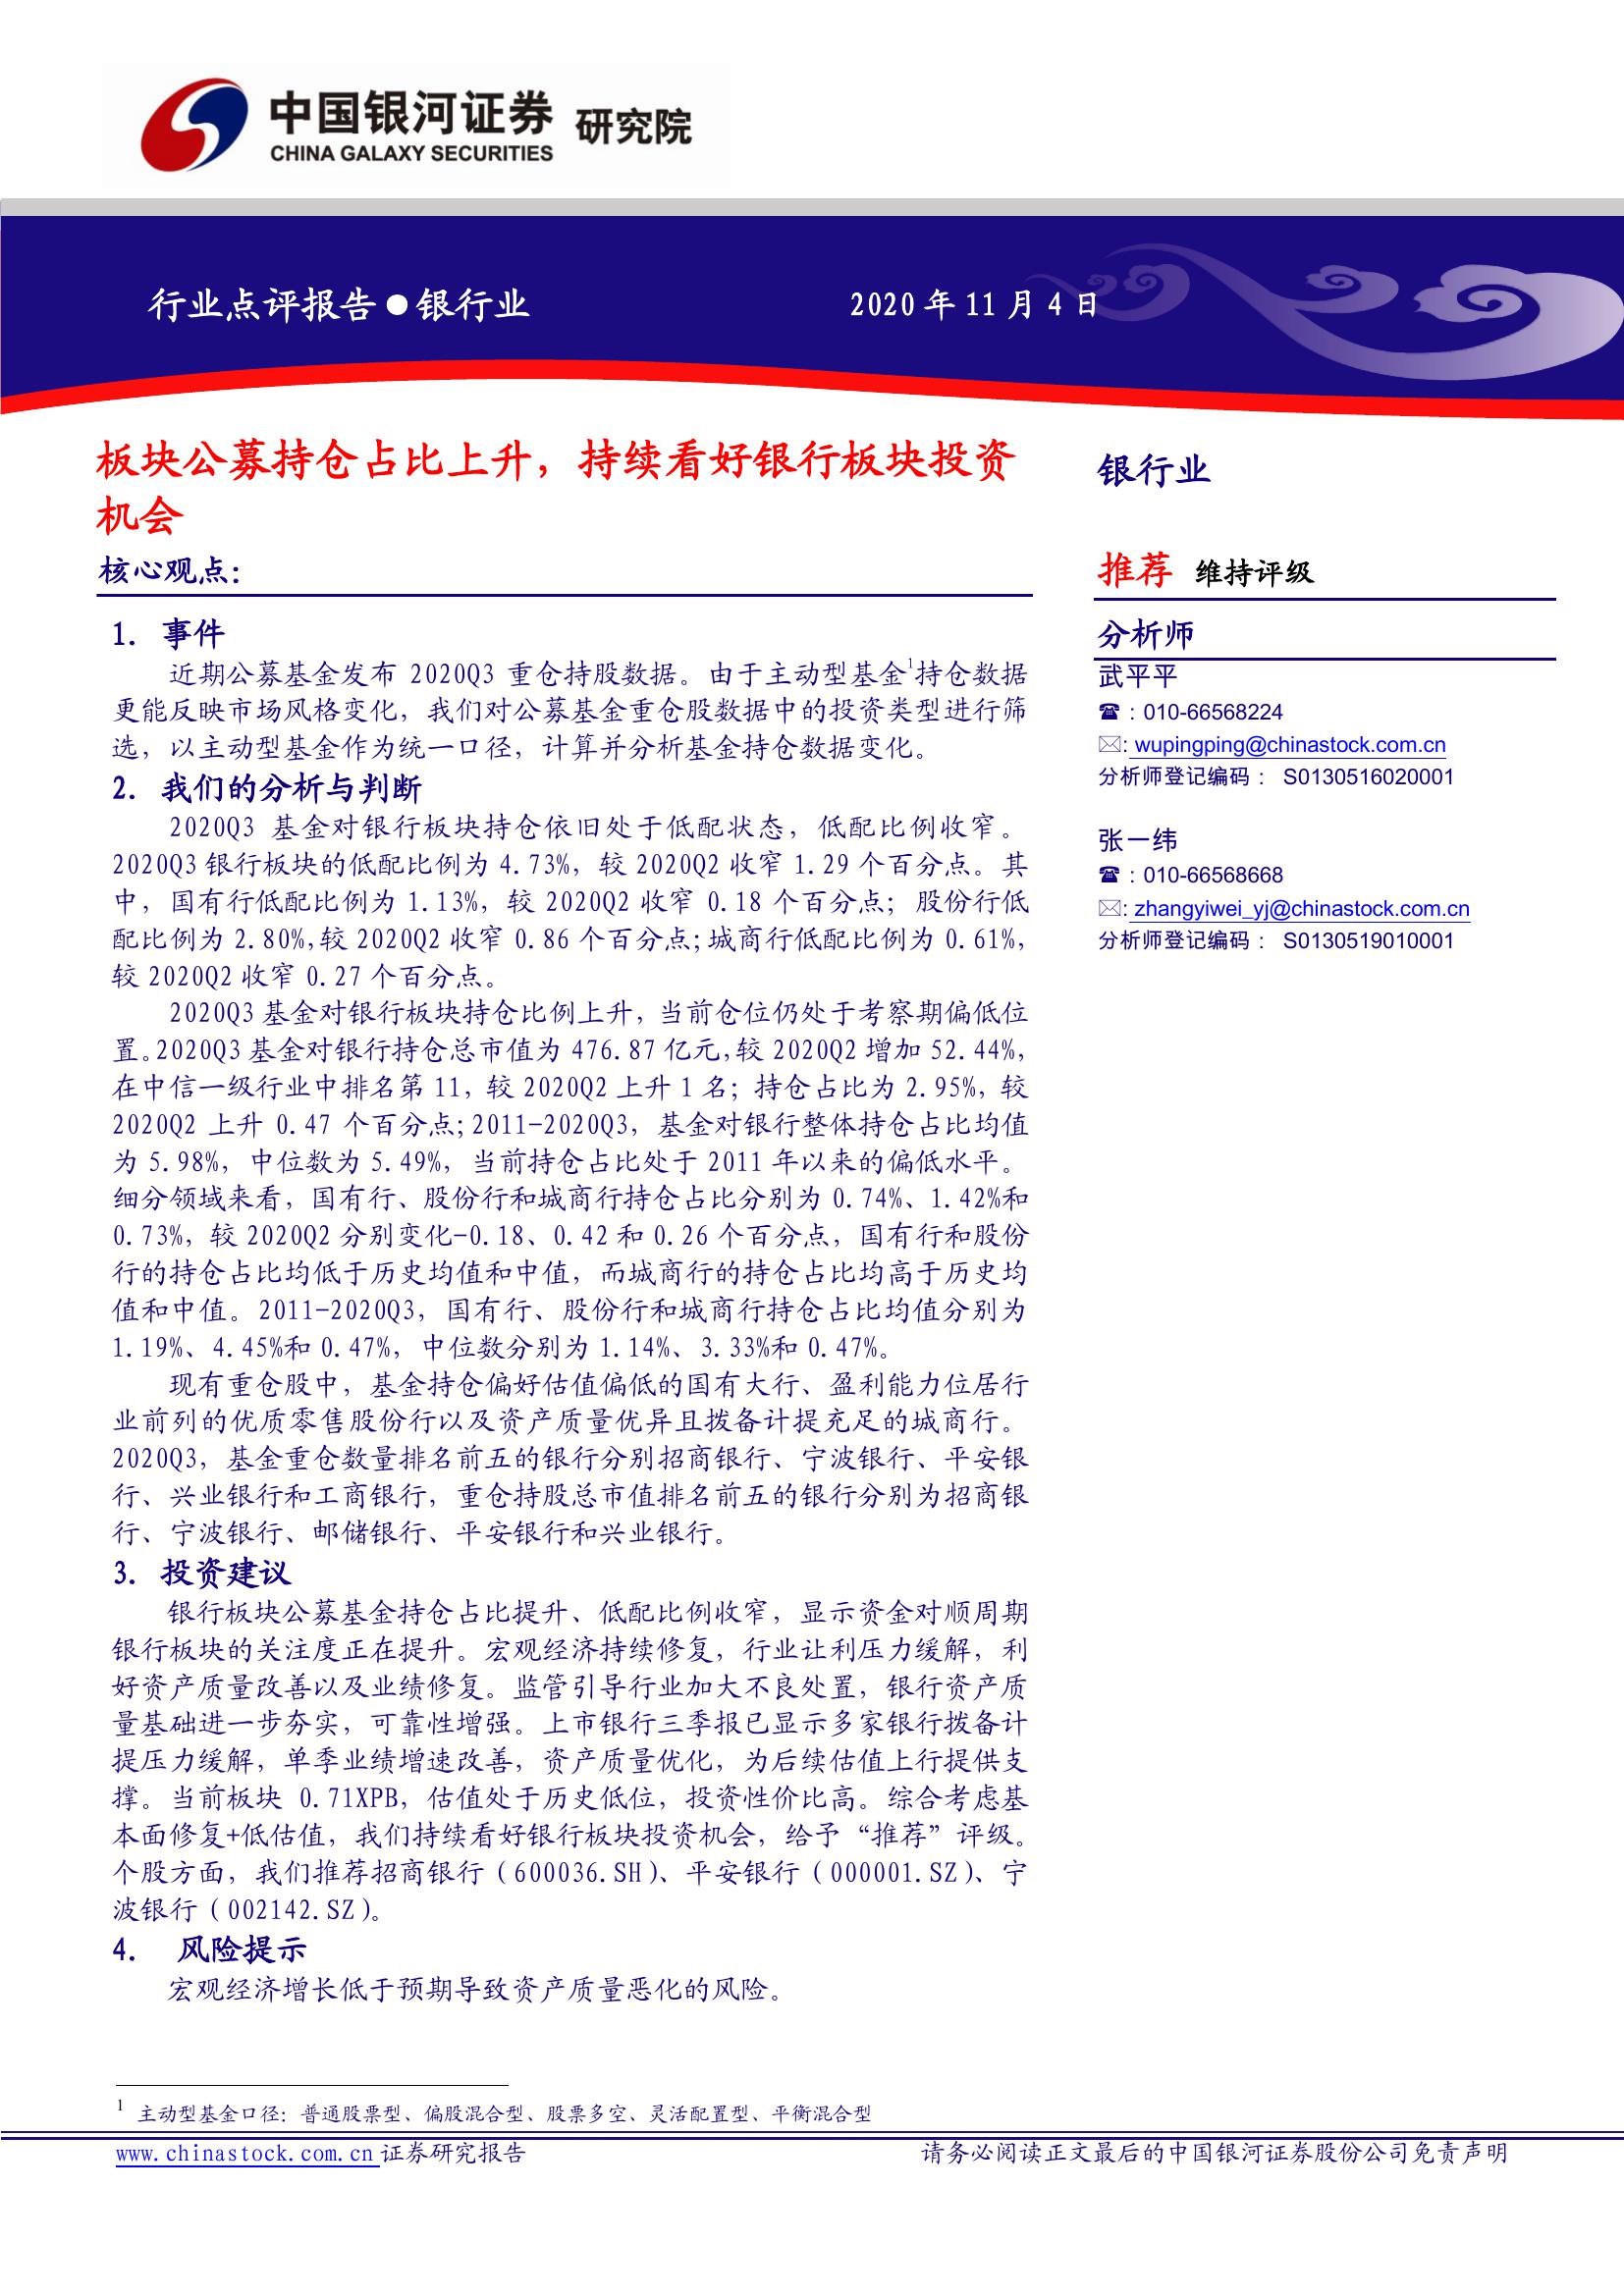 中国银河证券 研究院
CHINA GALAXY SECURITIES
行业点评报告●银行业
2020 年 11 月 4 日
板块公募持仓占比上升，持续看好银行板块投资
机会
核心观点：
1. 事件
近期公募基金发布 2020Q3 重仓持股数据。由于主动型基金1持仓数据
更能反映市场风格变化，我们对公募基金重仓股数据中的投资类型进行筛
选，以主动型基金作为统一口径，计算并分析基金持仓数据变化。
2. 我们的分析与判断
2020Q3 基金对银行板块持仓依旧处于低配状态，低配比例收窄。
2020Q3 银行板块的低配比例为 4.73%，较 2020Q2 收窄 1.29 个百分点。其
中，国有行低配比例为 1.13%，较 2020Q2 收窄 0.18 个百分点；股份行低
配比例为 2.80%,较 2020Q2 收窄 0.86 个百分点;城商行低配比例为 0.61%,
较 2020Q2 收窄 0.27 个百分点。
2020Q3 基金对银行板块持仓比例上升，当前仓位仍处于考察期偏低位
置。2020Q3 基金对银行持仓总市值为 476.87 亿元,较 2020Q2 增加 52.44%,
在中信一级行业中排名第 11，较 2020Q2 上升 1 名；持仓占比为 2.95%，较
2020Q2 上升 0.47 个百分点;2011-2020Q3，基金对银行整体持仓占比均值
为 5.98%，中位数为 5.49%，当前持仓占比处于 2011 年以来的偏低水平。
细分领域来看，国有行、股份行和城商行持仓占比分别为 0.74%、1.42%和
0.73%，较 2020Q2 分别变化-0.18、0.42 和 0.26 个百分点，国有行和股份
行的持仓占比均低于历史均值和中值，而城商行的持仓占比均高于历史均
值和中值。2011-2020Q3，国有行、股份行和城商行持仓占比均值分别为
1.19%、4.45%和 0.47%，中位数分别为 1.14%、3.33%和 0.47%。
现有重仓股中，基金持仓偏好估值偏低的国有大行、盈利能力位居行
业前列的优质零售股份行以及资产质量优异且拨备计提充足的城商行。
2020Q3，基金重仓数量排名前五的银行分别招商银行、宁波银行、平安银
行、兴业银行和工商银行，重仓持股总市值排名前五的银行分别为招商银
行、宁波银行、邮储银行、平安银行和兴业银行。
3. 投资建议
银行板块公募基金持仓占比提升、低配比例收窄，显示资金对顺周期
银行板块的关注度正在提升。宏观经济持续修复，行业让利压力缓解，利
好资产质量改善以及业绩修复。监管引导行业加大不良处置，银行资产质
量基础进一步夯实，可靠性增强。上市银行三季报已显示多家银行拨备计
提压力缓解，单季业绩增速改善，资产质量优化，为后续估值上行提供支
撑。当前板块 0.71XPB，估值处于历史低位，投资性价比高。综合考虑基
本面修复+低估值，我们持续看好银行板块投资机会，给予“推荐”评级。
个股方面，我们推荐招商银行（600036.SH）、平安银行（000001.SZ）、宁
波银行（002142.SZ）。
4. 风险提示
宏观经济增长低于预期导致资产质量恶化的风险。
银行业
推荐 维持评级
分析师
武平平
☎：010-66568224
✉: wupingping@chinastock.com.cn
分析师登记编码： S0130516020001
张一纬
☎：010-66568668
✉: zhangyiwei_yj@chinastock.com.cn
分析师登记编码： S0130519010001
1 主动型基金口径：普通股票型、偏股混合型、股票多空、灵活配置型、平衡混合型
www.chinastock.com.cn 证券研究报告
请务必阅读正文最后的中国银河证券股份公司免责声明